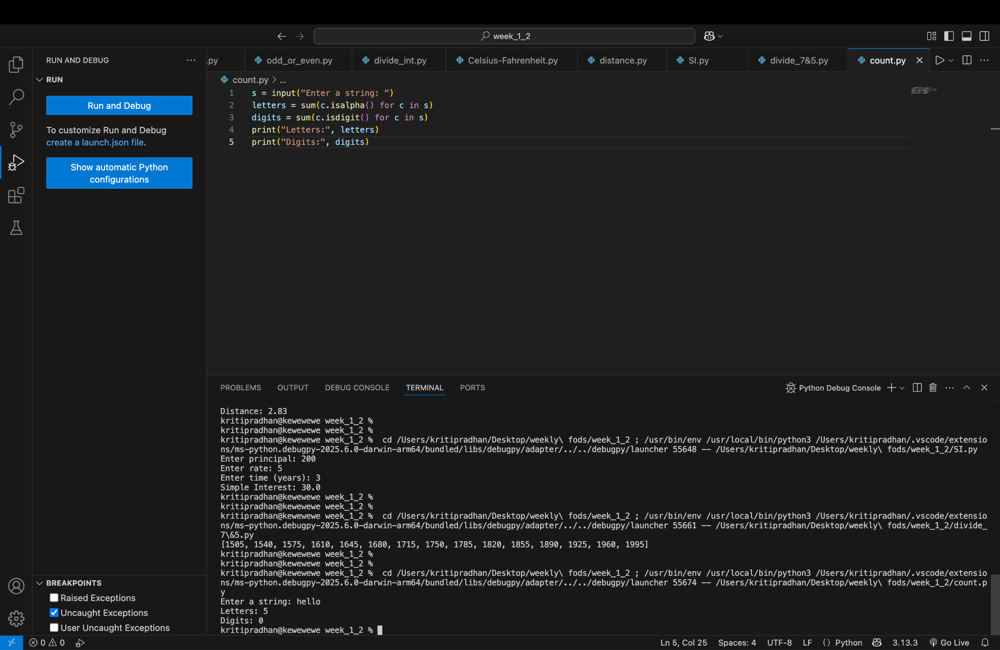 week_1_2
RUN AND DEBUG
RUN
Run and Debug
To customize Run and Debug
create a launch.json file.
Show automatic Python
configurations
.py
odd_or_even.py
divide_int.py
Celsius-Fahrenheit.py
distance.py
SI.py
divide_7&5.py
count.py
count.py > ...
1 s = input("Enter a string: ")
2 letters = sum(c.isalpha() for c in s)
3 digits = sum(c.isdigit() for c in s)
4 print("Letters:", letters)
5 print("Digits:", digits)
PROBLEMS OUTPUT DEBUG CONSOLE TERMINAL PORTS
Python Debug Console
Distance: 2.83
kritipradhan@kewewewe week_1_2 %
kritipradhan@kewewewe week_1_2 %
kritipradhan@kewewewe week_1_2 %  cd /Users/kritipradhan/Desktop/weekly\ fods/week_1_2 ; /usr/bin/env /usr/local/bin/python3 /Users/kritipradhan/.vscode/extensio
ns/ms-python.debugpy-2025.6.0-darwin-arm64/bundled/libs/debugpy/adapter/../../debugpy/launcher 55648 -- /Users/kritipradhan/Desktop/weekly\ fods/week_1_2/SI.py
Enter principal: 200
Enter rate: 5
Enter time (years): 3
Simple Interest: 30.0
kritipradhan@kewewewe week_1_2 %
kritipradhan@kewewewe week_1_2 %
kritipradhan@kewewewe week_1_2 %  cd /Users/kritipradhan/Desktop/weekly\ fods/week_1_2 ; /usr/bin/env /usr/local/bin/python3 /Users/kritipradhan/.vscode/extensio
ns/ms-python.debugpy-2025.6.0-darwin-arm64/bundled/libs/debugpy/adapter/../../debugpy/launcher 55661 -- /Users/kritipradhan/Desktop/weekly\ fods/week_1_2/divide_
7\&5.py
[1505, 1540, 1575, 1610, 1645, 1680, 1715, 1750, 1785, 1820, 1855, 1890, 1925, 1960, 1995]
kritipradhan@kewewewe week_1_2 %
kritipradhan@kewewewe week_1_2 %
kritipradhan@kewewewe week_1_2 %  cd /Users/kritipradhan/Desktop/weekly\ fods/week_1_2 ; /usr/bin/env /usr/local/bin/python3 /Users/kritipradhan/.vscode/extensio
ns/ms-python.debugpy-2025.6.0-darwin-arm64/bundled/libs/debugpy/adapter/../../debugpy/launcher 55674 -- /Users/kritipradhan/Desktop/weekly\ fods/week_1_2/count.p
y
Enter a string: hello
Letters: 5
Digits: 0
kritipradhan@kewewewe week_1_2 %
BREAKPOINTS
Raised Exceptions
Uncaught Exceptions
User Uncaught Exceptions
0 0
Ln 5, Col 25 Spaces: 4 UTF-8 LF {} Python 3.13.3 Go Live